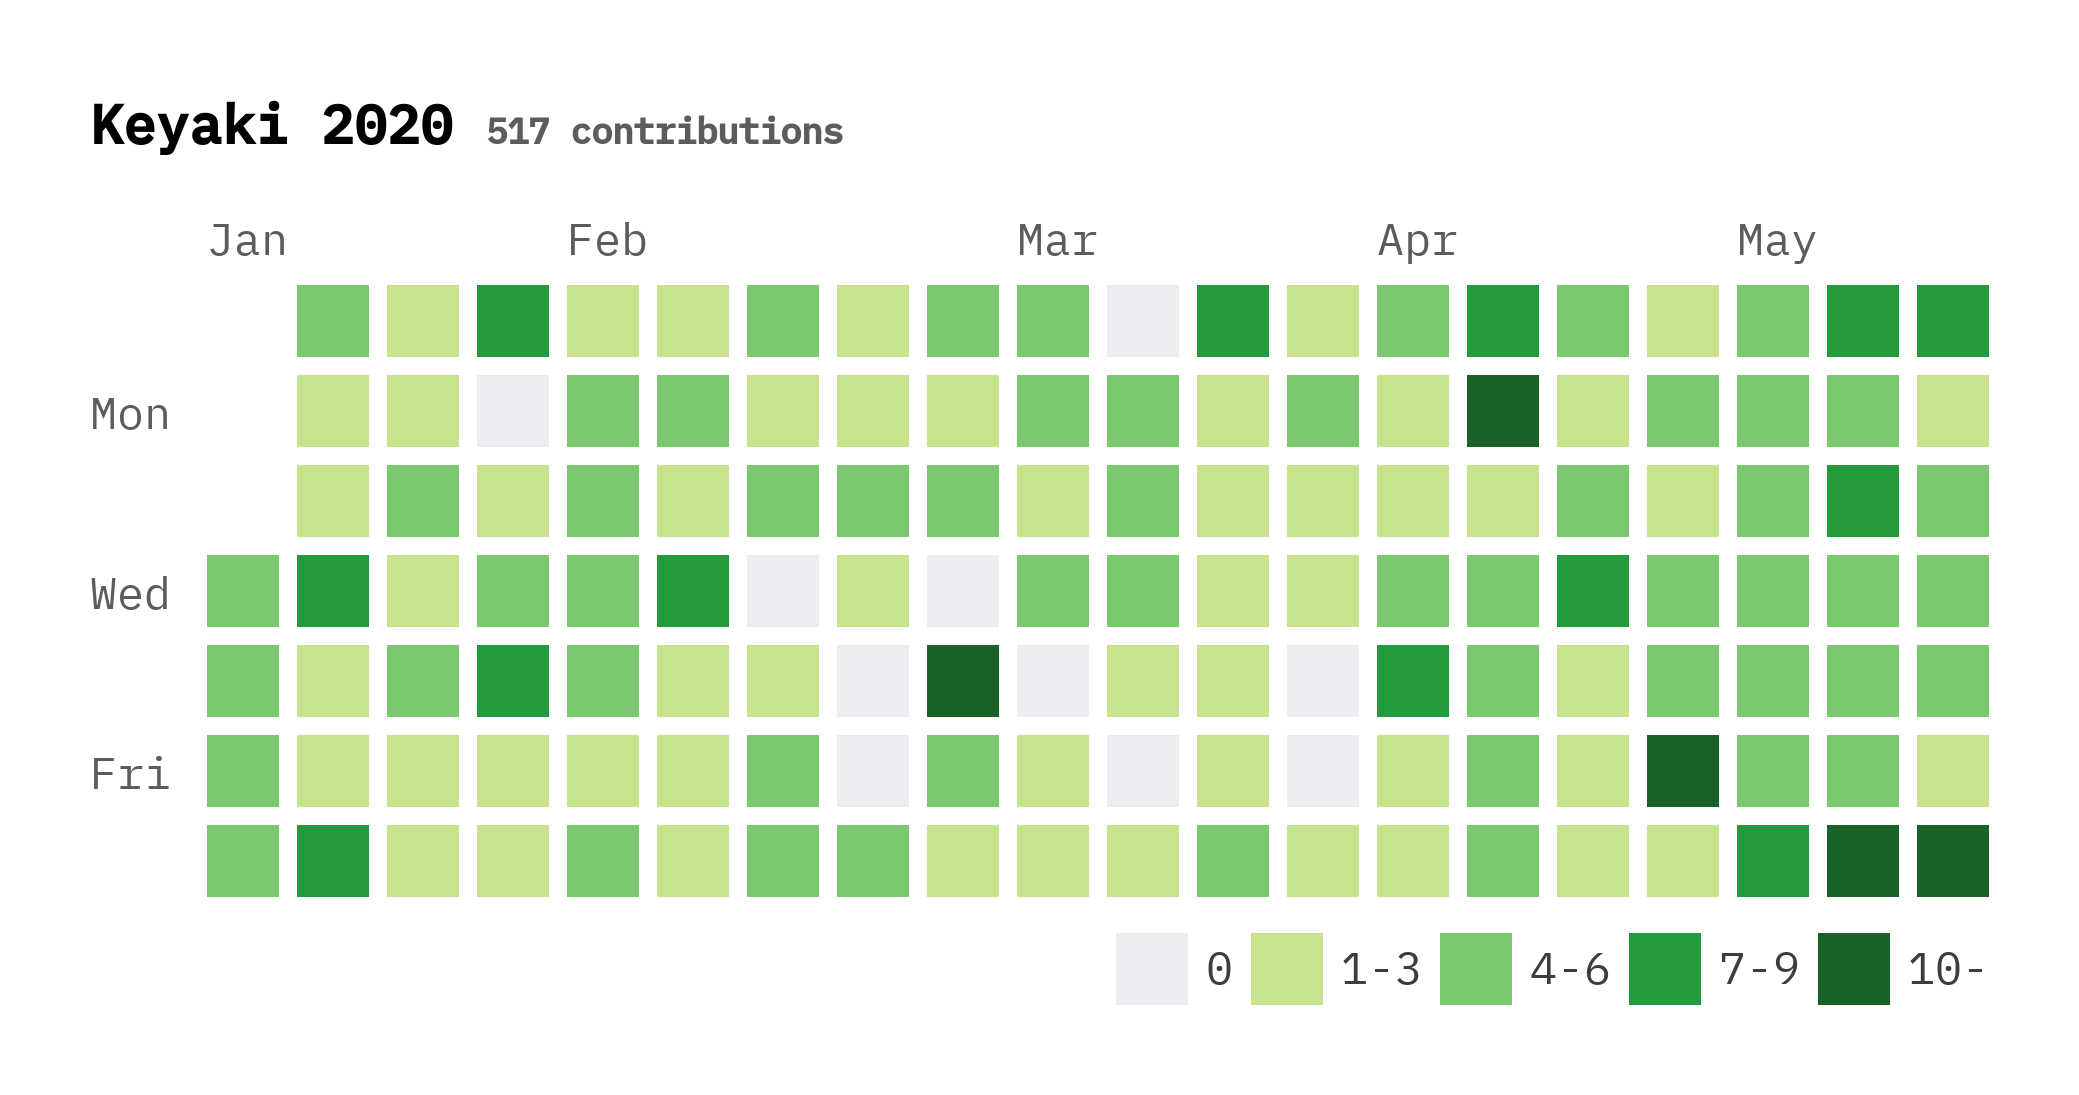 Keyaki 2020 517 contributions
Jan Feb Mar Apr May
Mon
Wed
Fri
0 1-3 4-6 7-9 10-